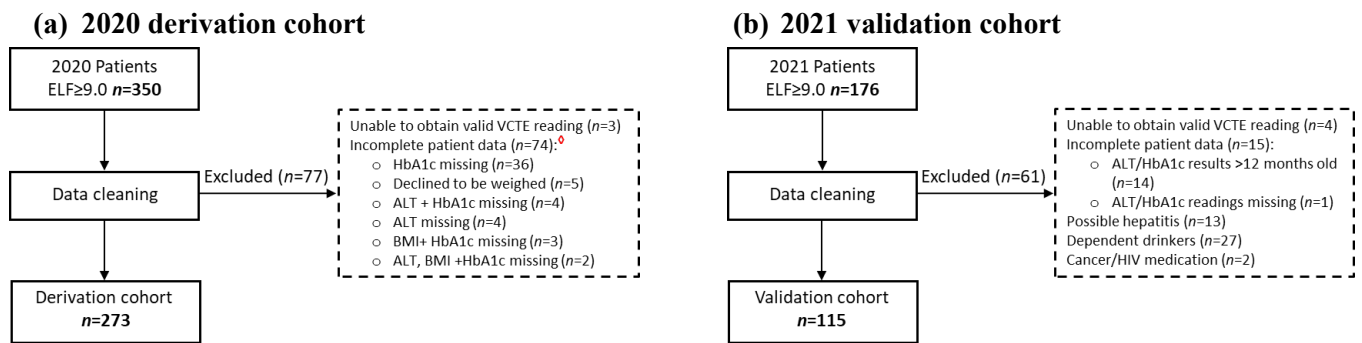 (a) 2020 derivation cohort
2020 Patients
ELF≥9.0 n=350
Data cleaning
Excluded (n=77)
Unable to obtain valid VCTE reading (n=3)
Incomplete patient data (n=74):◊
o HbA1c missing (n=36)
o Declined to be weighed (n=5)
o ALT + HbA1c missing (n=4)
o ALT missing (n=4)
o BMI+ HbA1c missing (n=3)
o ALT, BMI +HbA1c missing (n=2)
Derivation cohort
n=273
(b) 2021 validation cohort
2021 Patients
ELF≥9.0 n=176
Data cleaning
Excluded (n=61)
Unable to obtain valid VCTE reading (n=4)
Incomplete patient data (n=15):
o ALT/HbA1c results >12 months old
(n=14)
o ALT/HbA1c readings missing (n=1)
Possible hepatitis (n=13)
Dependent drinkers (n=27)
Cancer/HIV medication (n=2)
Validation cohort
n=115